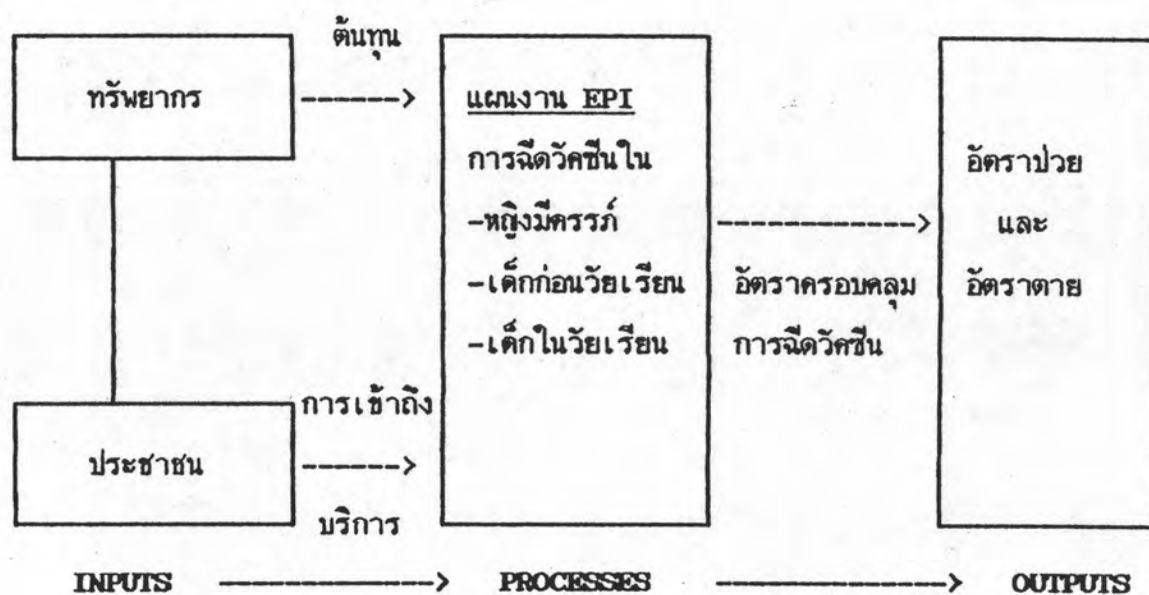 ต้นทุน
ทรัพยากร
------>
แผนงาน EPI
การฉีดวัคซีนใน
-หญิงมีครรภ์
-เด็กก่อนวัยเรียน
-เด็กในวัยเรียน
------------>
อัตราครอบคลุม
การฉีดวัคซีน
อัตราป่วย
และ
อัตราตาย
การเข้าถึง
ประชาชน
------>
บริการ
INPUTS ------------> PROCESSES -------------> OUTPUTS